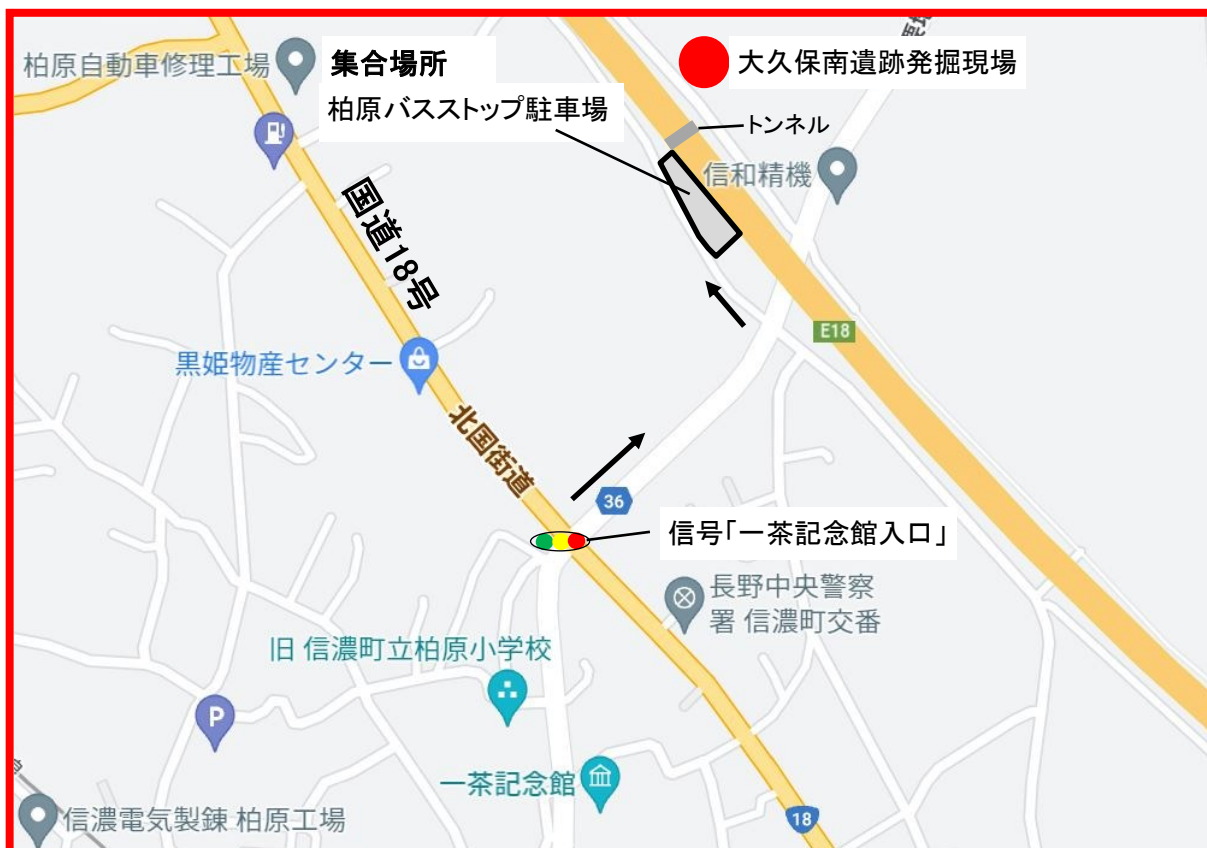 柏原自動車修理工場
集合場所
柏原バスストップ駐車場
大久保南遺跡発掘現場
トンネル
信和精機
国道18号
E18
黒姫物産センター
北国街道
36
信号「一茶記念館入口」
長野中央警察
署 信濃町交番
旧 信濃町立柏原小学校
P
一茶記念館
18
信濃電気製錬 柏原工場